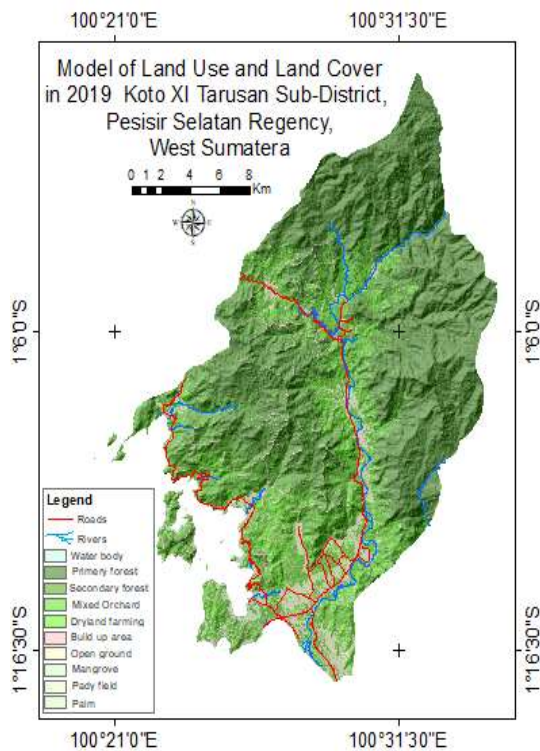 100°21'0"E 100°31'30"E
Model of Land Use and Land Cover
in 2019 Koto XI Tarusan Sub-District,
Pesisir Selatan Regency,
West Sumatera
0 1 2 4 6 8
Km
N
W E
S
1°6'0"S 1°6'0"S
Legend
Roads
Rivers
Water body
Primery forest
Secondary forest
Mixed Orchard
Dryland farming
Build up area
Open ground
Mangrove
Pady field
Palm
1°16'30"S 1°16'30"S
100°21'0"E 100°31'30"E